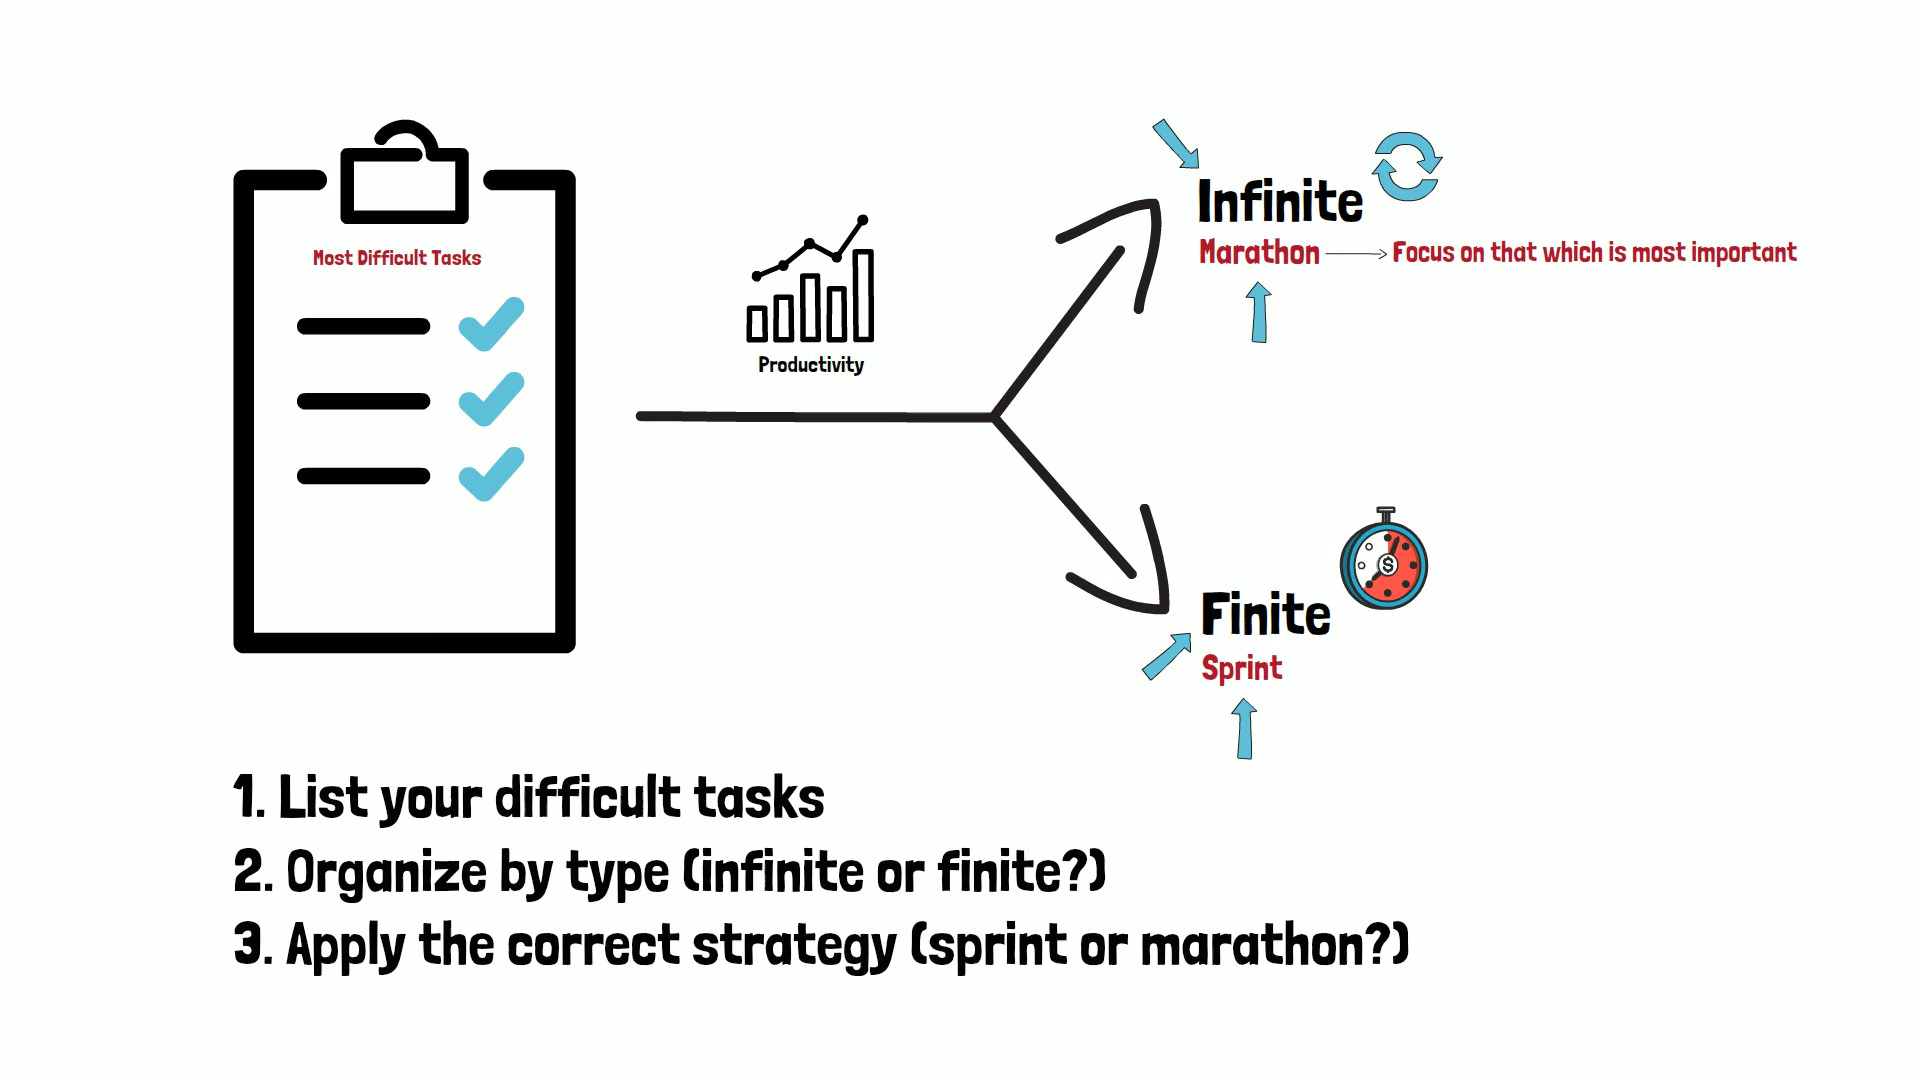 Most Difficult Tasks
Productivity
Infinite
Marathon
Focus on that which is most important
Finite
$
Sprint
1. List your difficult tasks
2. Organize by type (infinite or finite?)
3. Apply the correct strategy (sprint or marathon?)